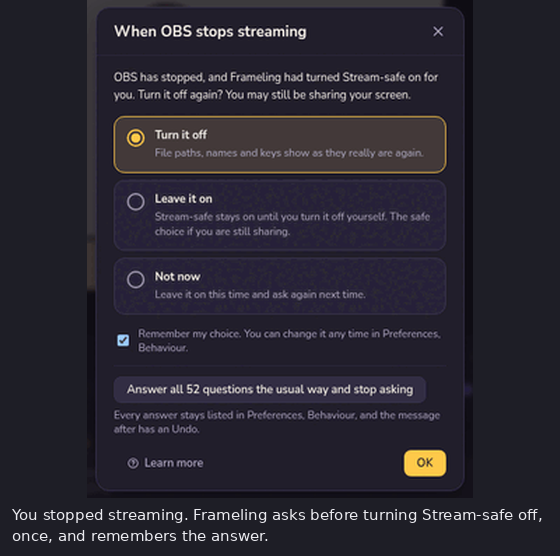 When OBS stops streaming
OBS has stopped, and Frameling had turned Stream-safe on for
you. Turn it off again? You may still be sharing your screen.
Turn it off
File paths, names and keys show as they really are again.
Leave it on
Stream-safe stays on until you turn it off yourself. The safe
choice if you are still sharing.
Not now
Leave it on this time and ask again next time.
Remember my choice. You can change it any time in Preferences,
Behaviour.
Answer all 52 questions the usual way and stop asking
Every answer stays listed in Preferences, Behaviour, and the message
after has an Undo.
Learn more
OK
You stopped streaming. Frameling asks before turning Stream-safe off,
once, and remembers the answer.